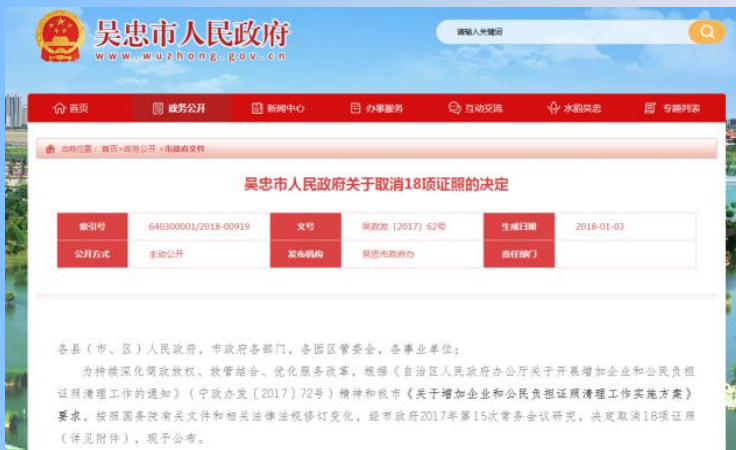 吴忠市人民政府
www.wuzhong.gov.cn
请输入关键词
首页 政务公开 新闻中心 办事服务 互动交流 水韵吴忠 专题列表
当前位置：首页>政务公开>市政府文件
吴忠市人民政府关于取消18项证照的决定
索引号 640300001/2018-00919 文号 吴政发〔2017〕62号 生成日期 2018-01-03
公开方式 主动公开 发布机构 吴忠市政府办 责任部门
各县（市、区）人民政府，市政府各部门，各园区管委会，各事业单位：
为持续深化简政放权、放管结合、优化服务改革，根据《自治区人民政府办公厅关于开展增加企业和公民负担
证照清理工作的通知》（宁政办发〔2017〕72号）精神和我市《关于增加企业和公民负担证照清理工作实施方案》
要求，按照国务院有关文件和相关法律法规修订变化，经市政府2017年第15次常务会议研究，决定取消18项证照
（详见附件），现予公布。